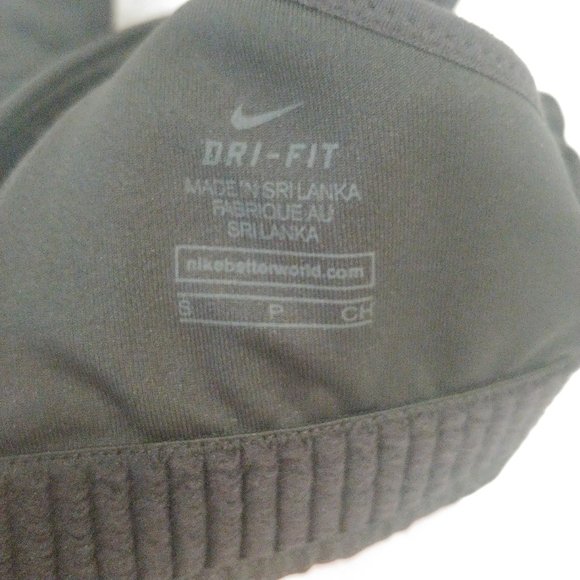 DRI-FIT
MADE IN SRI LANKA
FABRIQUE AU
SRI LANKA
nikebetterworld.com
S P CH